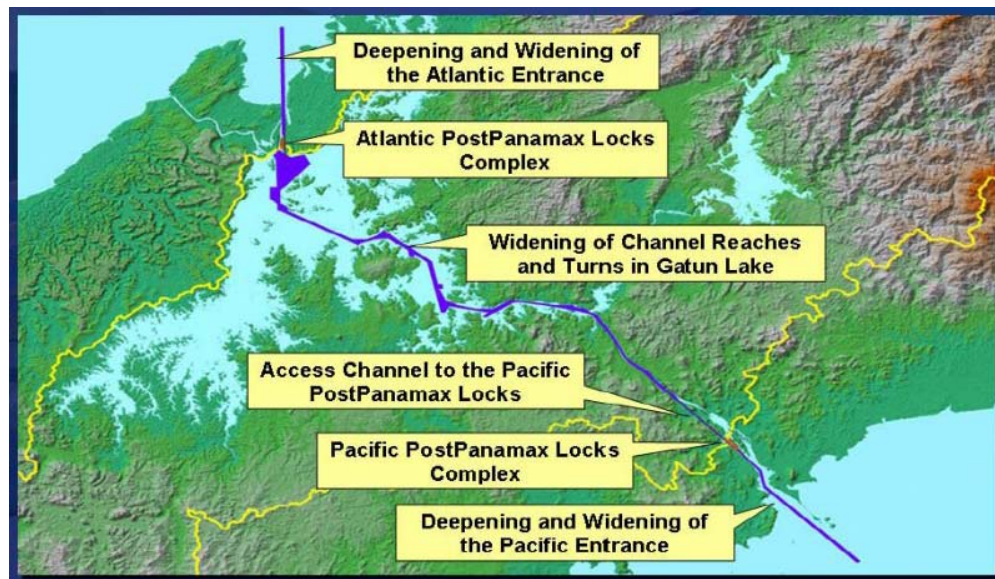 Deepening and Widening of
the Atlantic Entrance
Atlantic PostPanamax Locks
Complex
Widening of Channel Reaches
and Turns in Gatun Lake
Access Channel to the Pacific
PostPanamax Locks
Pacific PostPanamax Locks
Complex
Deepening and Widening of
the Pacific Entrance